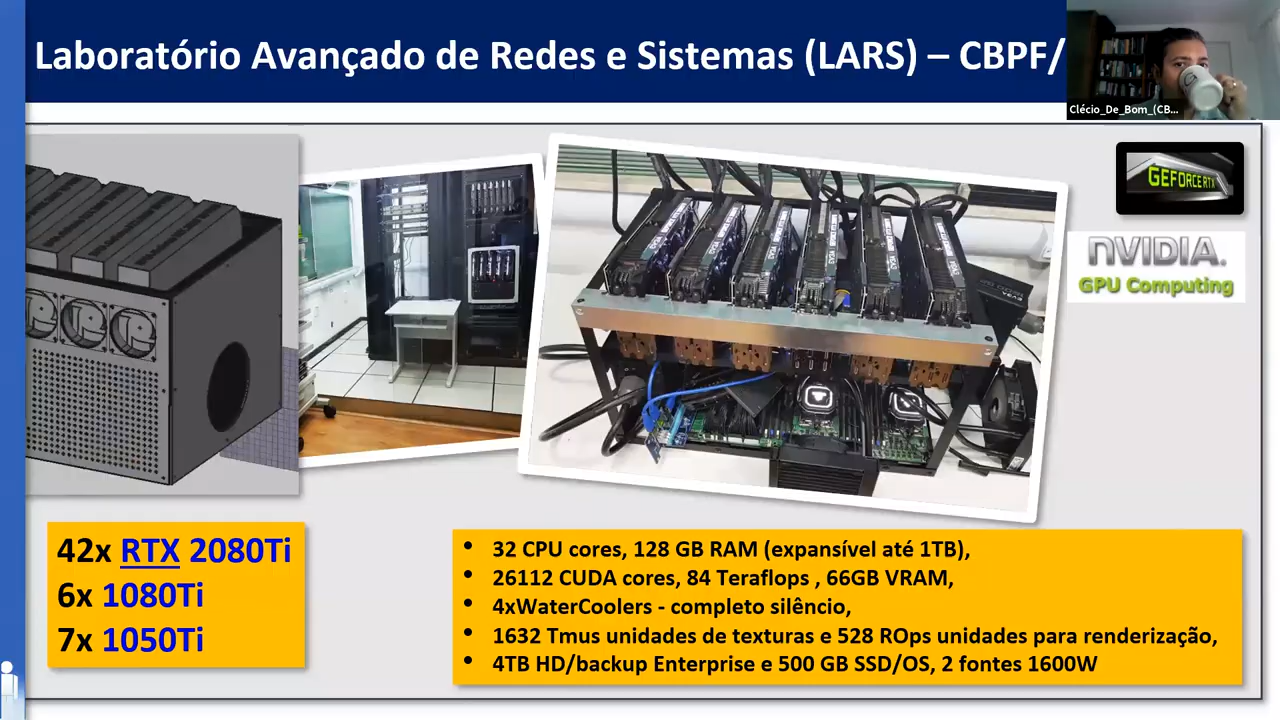 Laboratório Avançado de Redes e Sistemas (LARS) – CBPF/
Clécio_De_Bom_(CB...
GEFORCE RTX
NVIDIA.
GPU Computing
42x RTX 2080Ti
6x 1080Ti
7x 1050Ti
• 32 CPU cores, 128 GB RAM (expansível até 1TB),
• 26112 CUDA cores, 84 Teraflops , 66GB VRAM,
• 4xWaterCoolers - completo silêncio,
• 1632 Tmus unidades de texturas e 528 ROps unidades para renderização,
• 4TB HD/backup Enterprise e 500 GB SSD/OS, 2 fontes 1600W